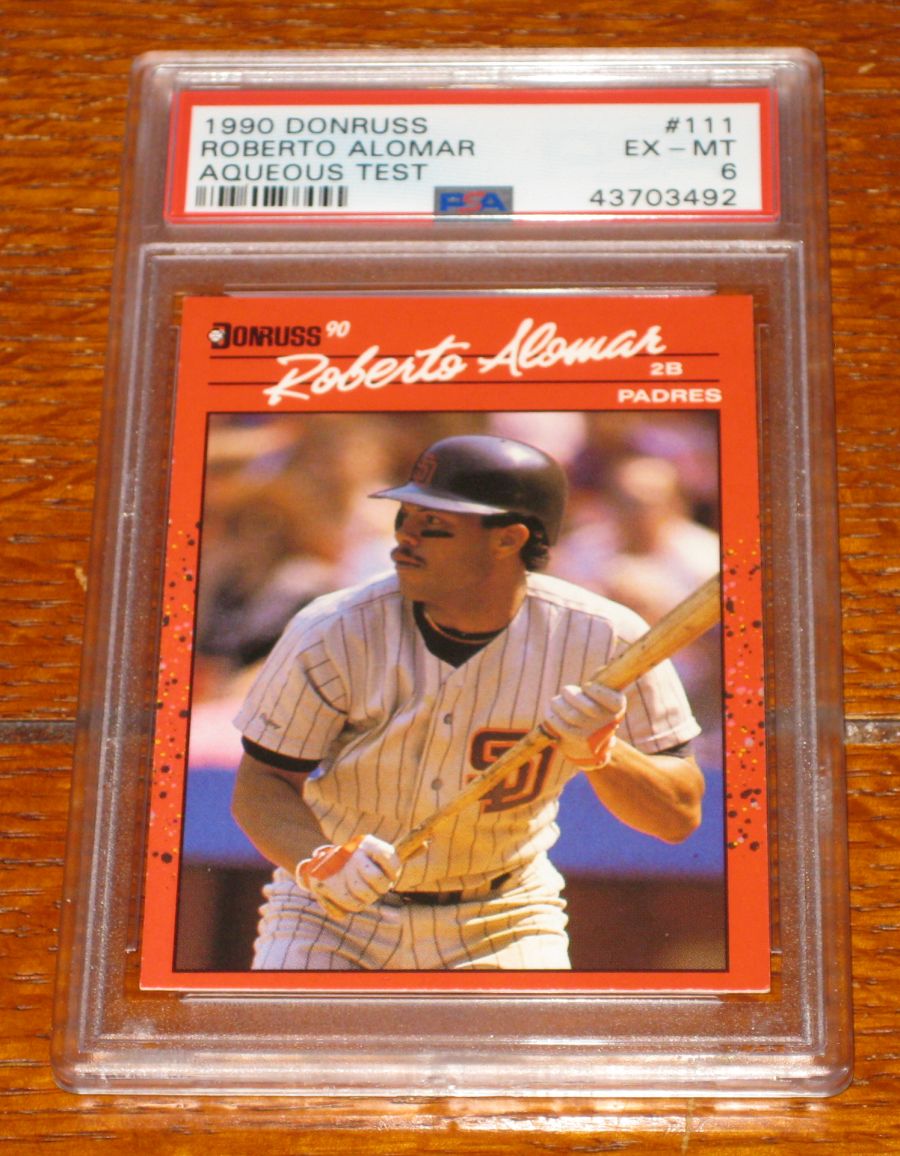 1990 DONRUSS #111
ROBERTO ALOMAR EX-MT
AQUEOUS TEST 6
PSA 43703492
DONRUSS 90
Roberto Alomar
2B
PADRES
SD
SD